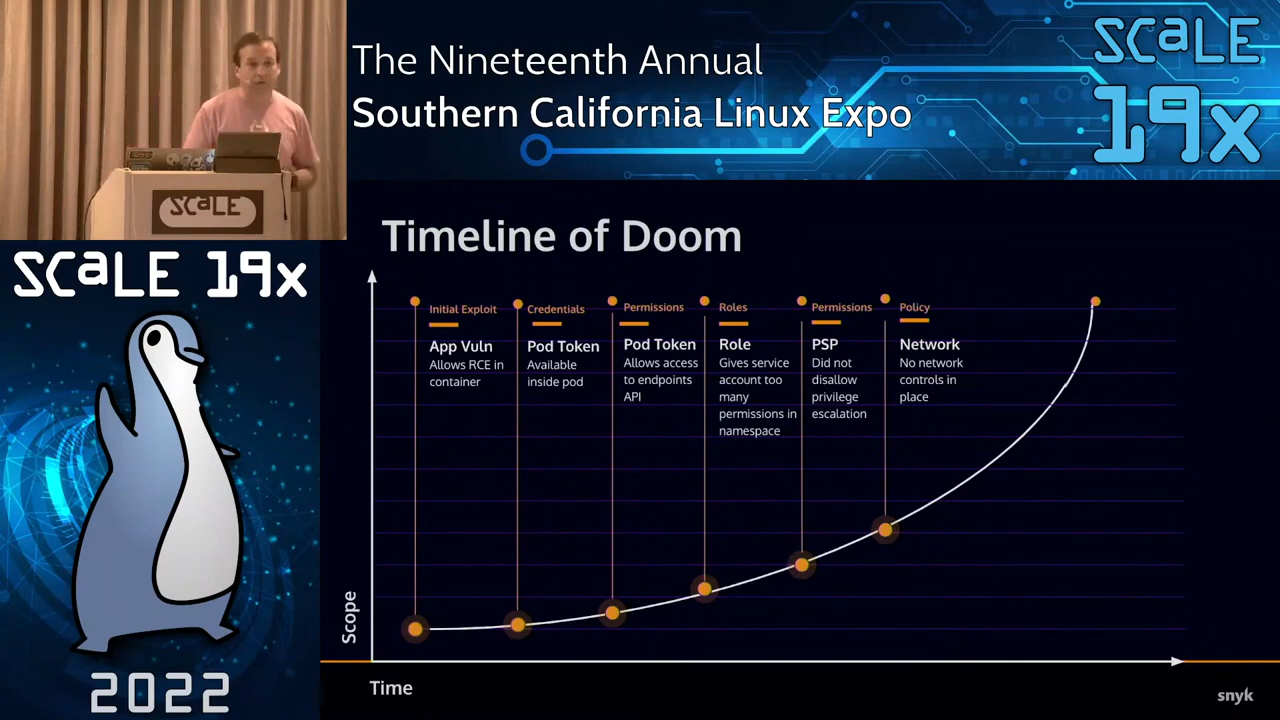 The Nineteenth Annual
Southern California Linux Expo
SCaLE
19x
SCaLE
SCaLE 19x
2022
Timeline of Doom
Initial Exploit
App Vuln
Allows RCE in
container
Credentials
Pod Token
Available
inside pod
Permissions
Pod Token
Allows access
to endpoints
API
Roles
Role
Gives service
account too
many
permissions in
namespace
Permissions
PSP
Did not
disallow
privilege
escalation
Policy
Network
No network
controls in
place
Scope
Time
snyk